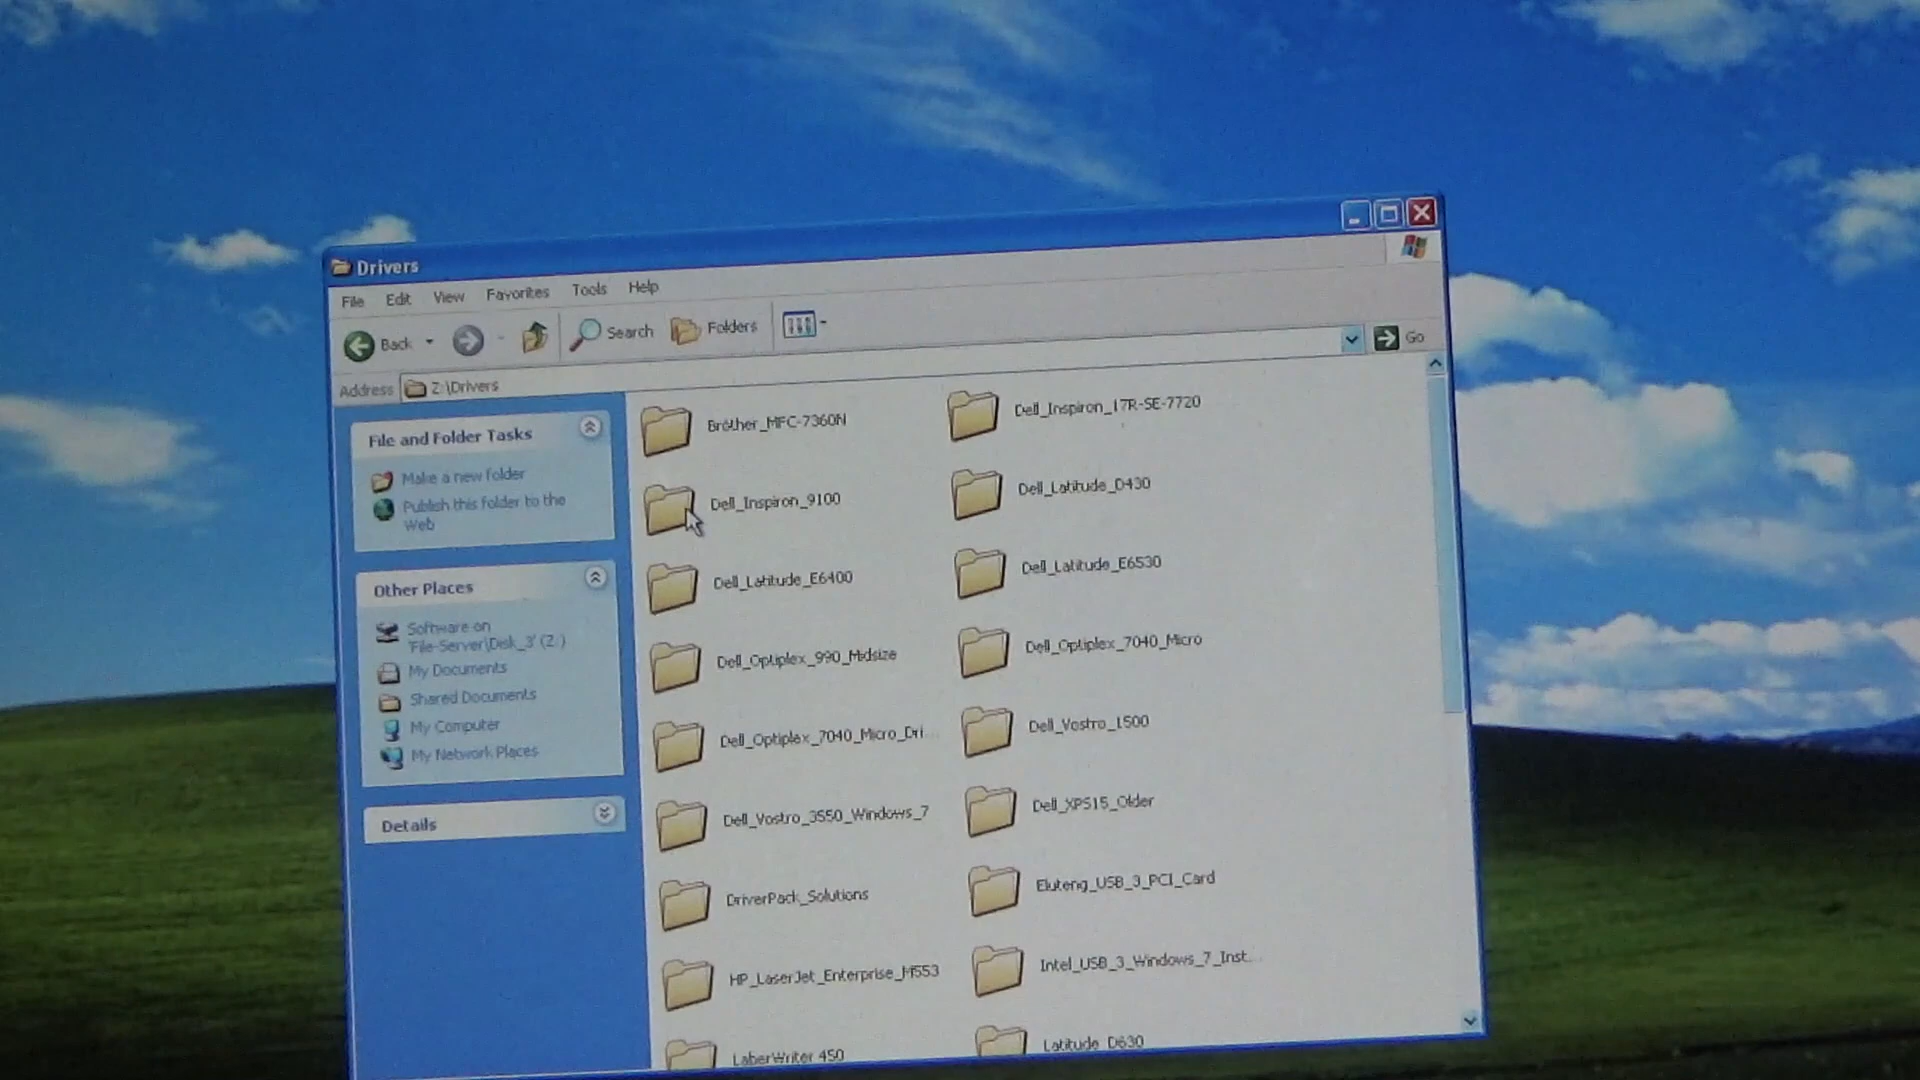 Drivers
File Edit View Favorites Tools Help
Back Search Folders
Address Z:\Drivers Go
File and Folder Tasks
Make a new folder
Publish this folder to the
Web
Other Places
Software on
'File-Server\Disk_3' (Z:)
My Documents
Shared Documents
My Computer
My Network Places
Details
Brother_MFC-7360N
Dell_Inspiron_17R-SE-7720
Dell_Inspiron_9100
Dell_Latitude_D430
Dell_Latitude_E6400
Dell_Latitude_E6530
Dell_Optiplex_990_Midsize
Dell_Optiplex_7040_Micro
Dell_Optiplex_7040_Micro_Dri...
Dell_Vostro_1500
Dell_Vostro_3550_Windows_7
Dell_XPS15_Older
DriverPack_Solutions
Eluteng_USB_3_PCI_Card
HP_LaserJet_Enterprise_M553
Intel_USB_3_Windows_7_Inst...
LaberWriter 450
Latitude_D630